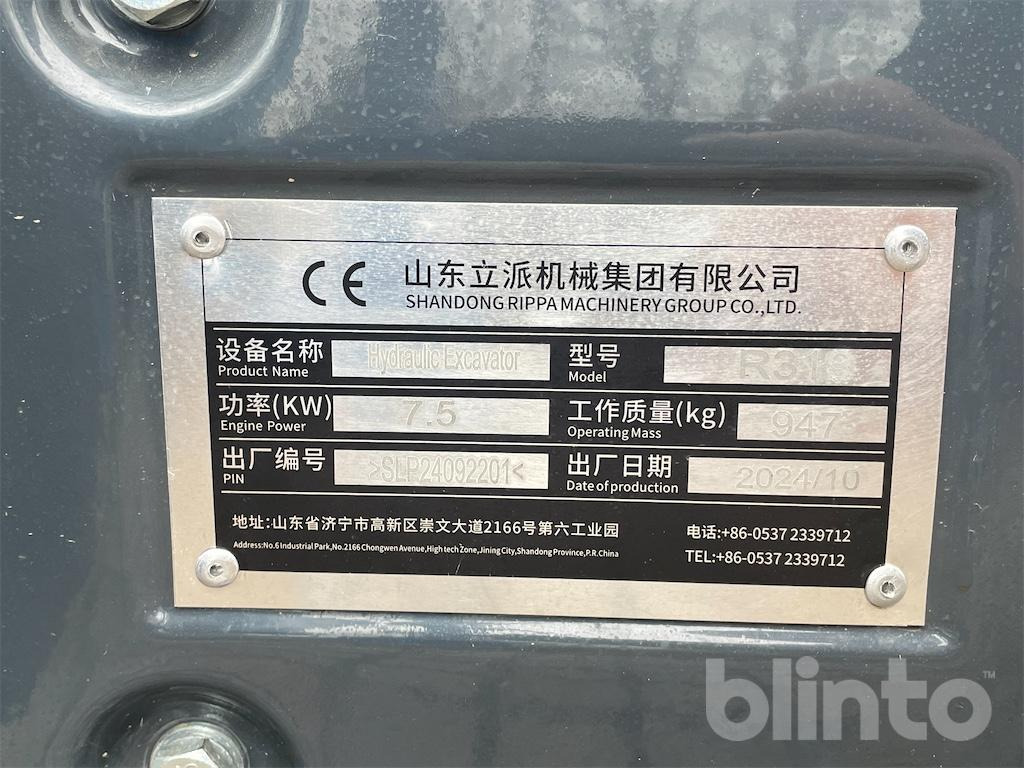 CE 山东立派机械集团有限公司
SHANDONG RIPPA MACHINERY GROUP CO.,LTD.
设备名称 Hydraulic Excavator 型号
Product Name Model
功率(KW) 7.5 工作质量(kg) 947
Engine Power Operating Mass
出厂编号 >SLP24092201< 出厂日期 2024/10
PIN Date of production
地址:山东省济宁市高新区崇文大道2166号第六工业园 电话:+86-0537 2339712
Address:No.6 Industrial Park,No.2166 Chongwen Avenue,High tech Zone,Jining City,Shandong Province,P.R.China TEL:+86-0537 2339712
blinto™